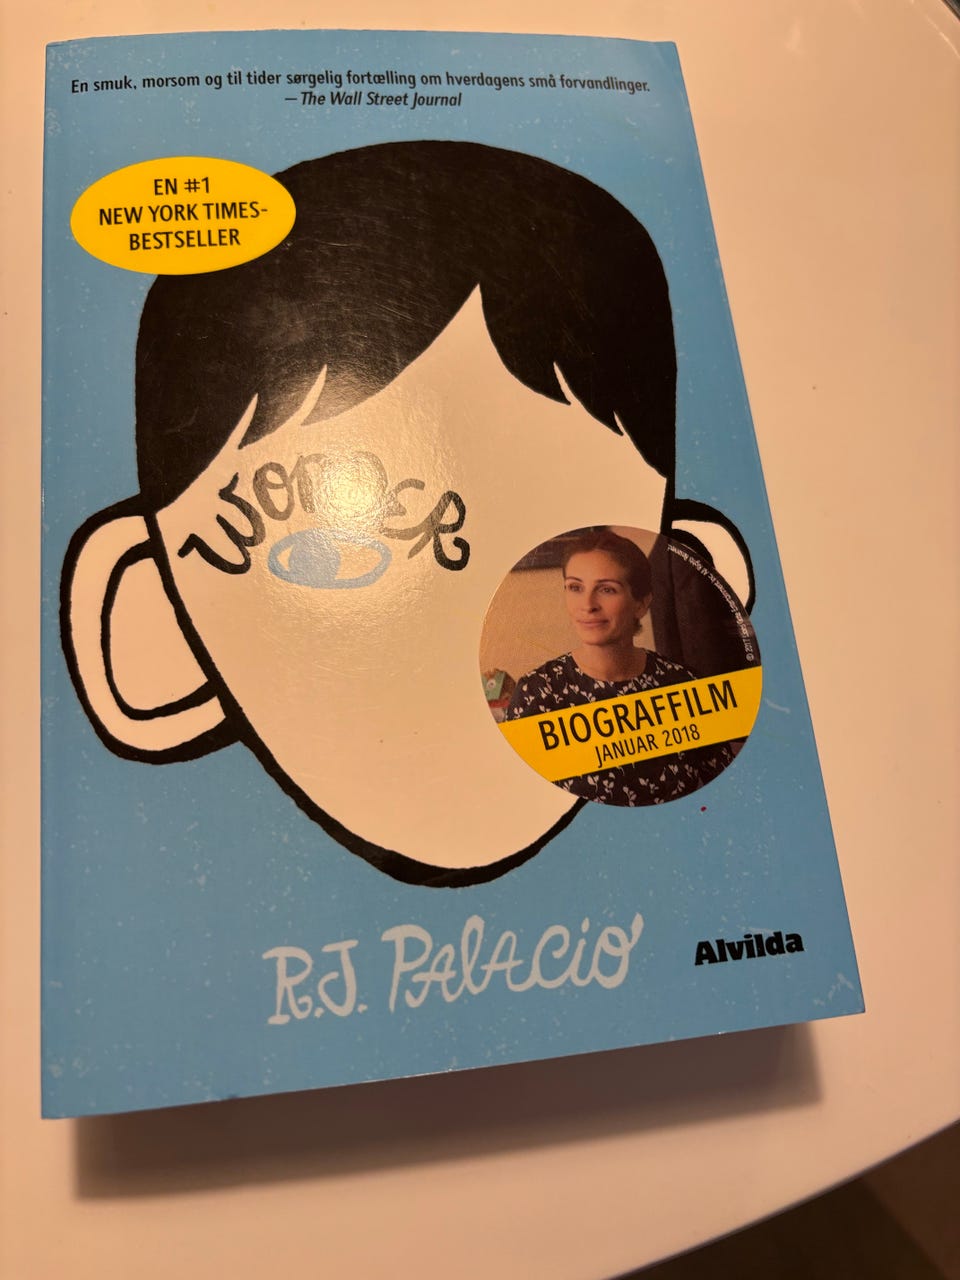 En smuk, morsom og til tider sørgelig fortælling om hverdagens små forvandlinger.
– The Wall Street Journal
EN #1
NEW YORK TIMES-
BESTSELLER
WONDER
BIOGRAFFILM
JANUAR 2018
R.J. PALACIO
Alvilda